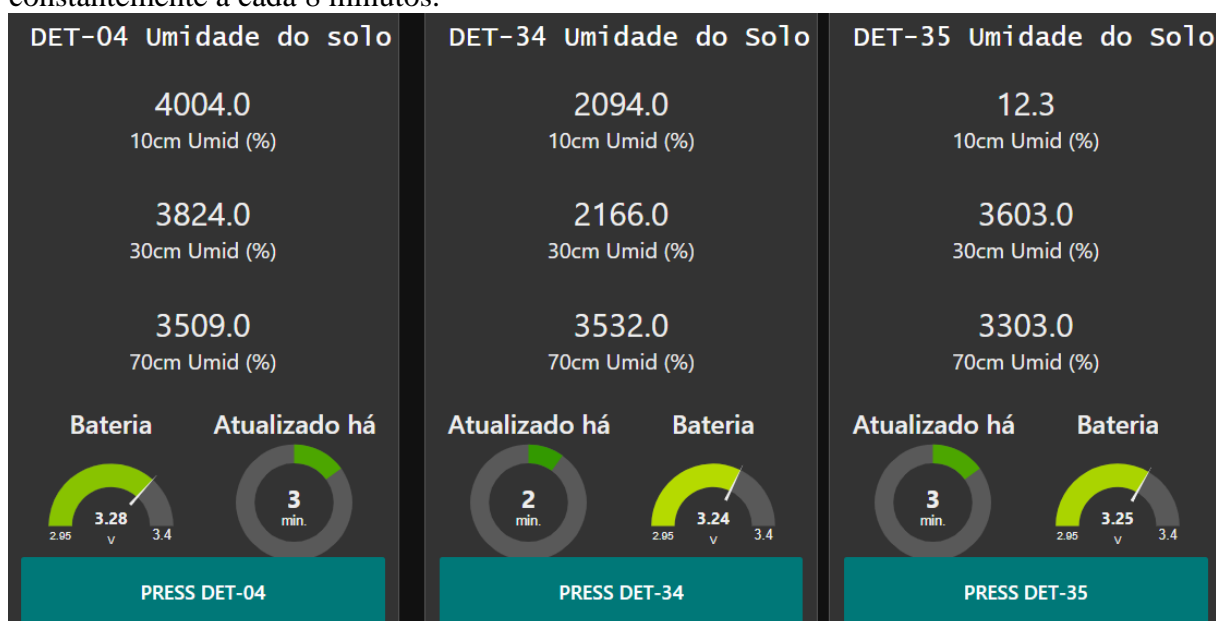 constantemente a cada 8 minutos.
DET-04 Umidade do solo
4004.0
10cm Umid (%)
3824.0
30cm Umid (%)
3509.0
70cm Umid (%)
Bateria Atualizado há
3.28
V
2.95 3.4
3
min.
PRESS DET-04
DET-34 Umidade do Solo
2094.0
10cm Umid (%)
2166.0
30cm Umid (%)
3532.0
70cm Umid (%)
Atualizado há Bateria
2
min.
3.24
V
2.95 3.4
PRESS DET-34
DET-35 Umidade do Solo
12.3
10cm Umid (%)
3603.0
30cm Umid (%)
3303.0
70cm Umid (%)
Atualizado há Bateria
3
min.
3.25
V
2.95 3.4
PRESS DET-35